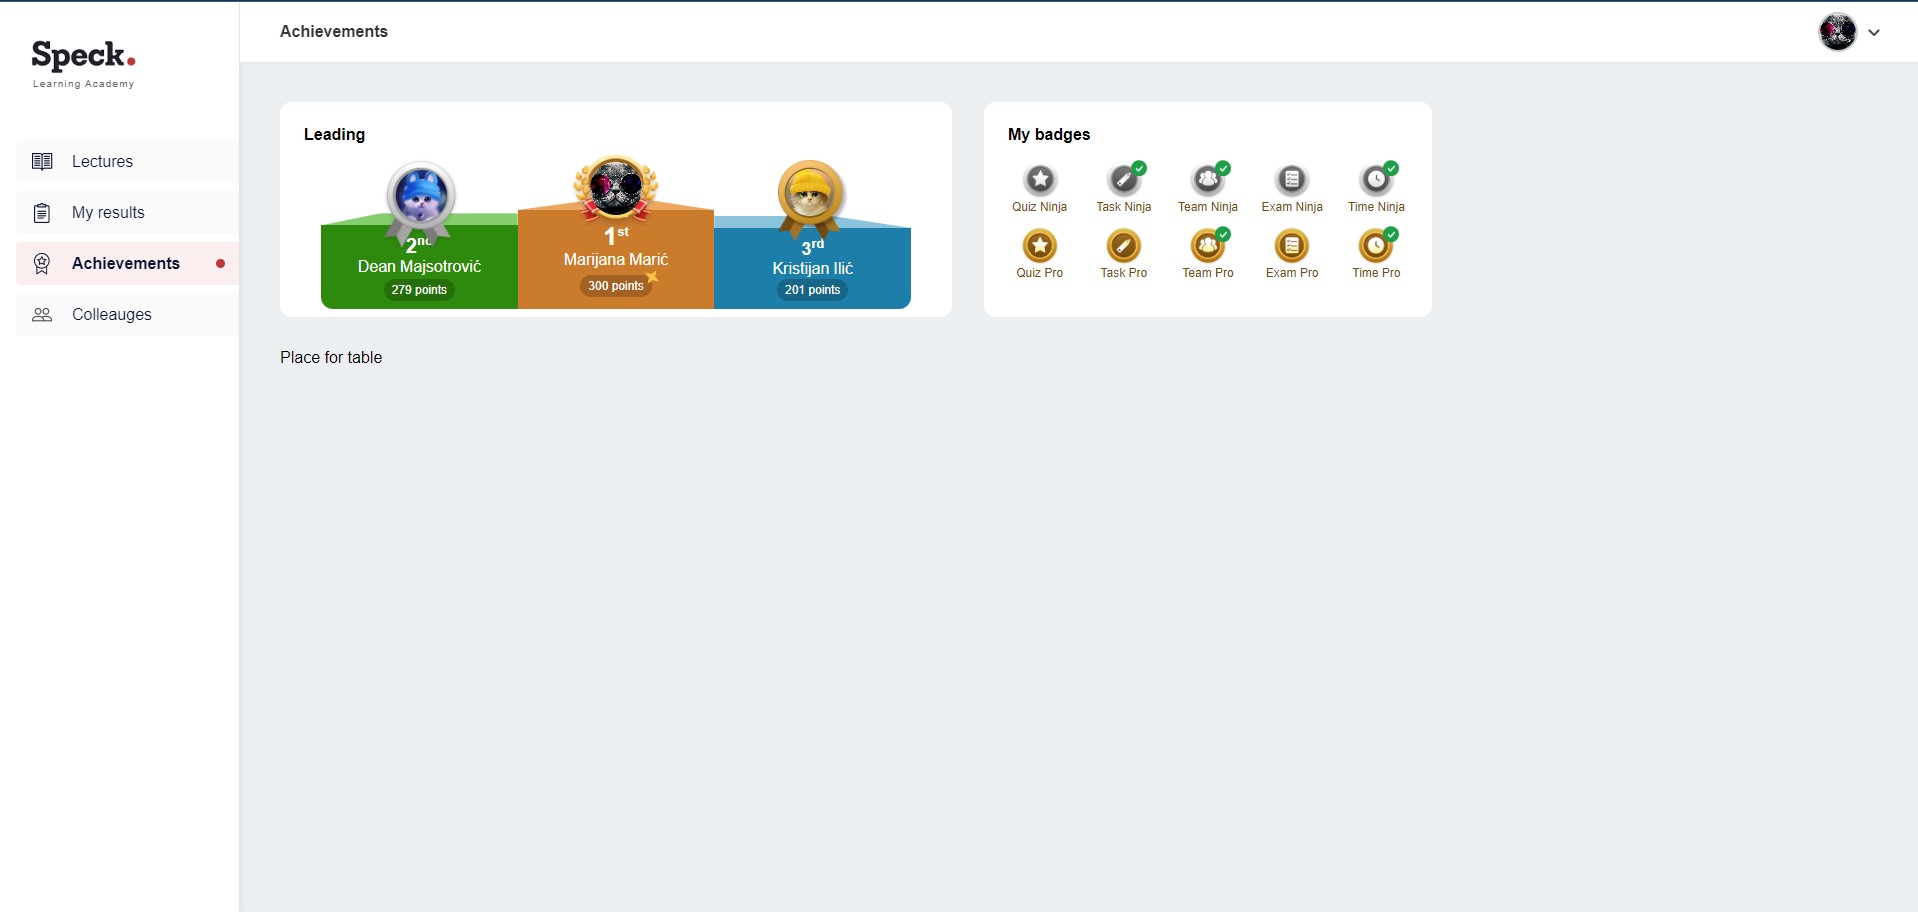 Speck.
Learning Academy
Lectures
My results
Achievements
Colleauges
Achievements
Leading
2nd
Dean Majsotrović
279 points
1st
Marijana Marić
300 points
3rd
Kristijan Ilić
201 points
My badges
Quiz Ninja Task Ninja Team Ninja Exam Ninja Time Ninja
Quiz Pro Task Pro Team Pro Exam Pro Time Pro
Place for table